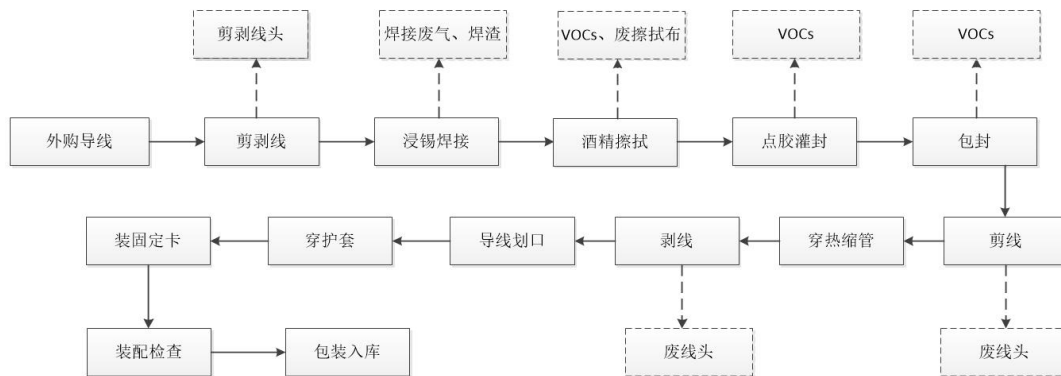 剪剥线头
焊接废气、焊渣
VOCs、废擦拭布
VOCs
VOCs
外购导线
剪剥线
浸锡焊接
酒精擦拭
点胶灌封
包封
装固定卡
穿护套
导线划口
剥线
穿热缩管
剪线
装配检查
包装入库
废线头
废线头